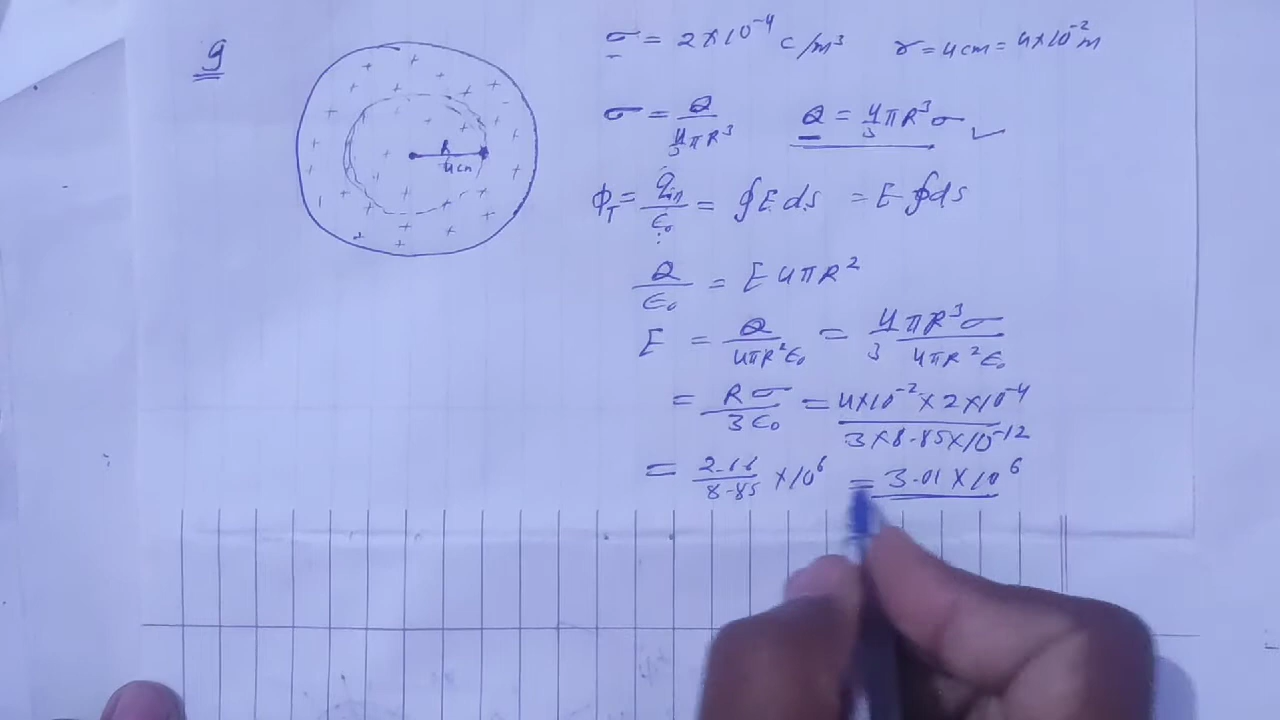 9
σ = 2×10⁻⁴ c/m³ r = 4cm = 4×10⁻² m
σ = Q / 4/3 πR³ Q = 4/3 πR³σ ✓
R
4cm
ϕ_T = q_in / ε₀ = ∮E.ds = E∮ds
Q / ε₀ = E 4πR²
E = Q / 4πR²ε₀ = 4/3 πR³σ / 4πR²ε₀
= Rσ / 3ε₀ = 4×10⁻² × 2×10⁻⁴ / 3×8.85×10⁻¹²
= 2.66 / 8.85 ×10⁶ = 3.01×10⁶